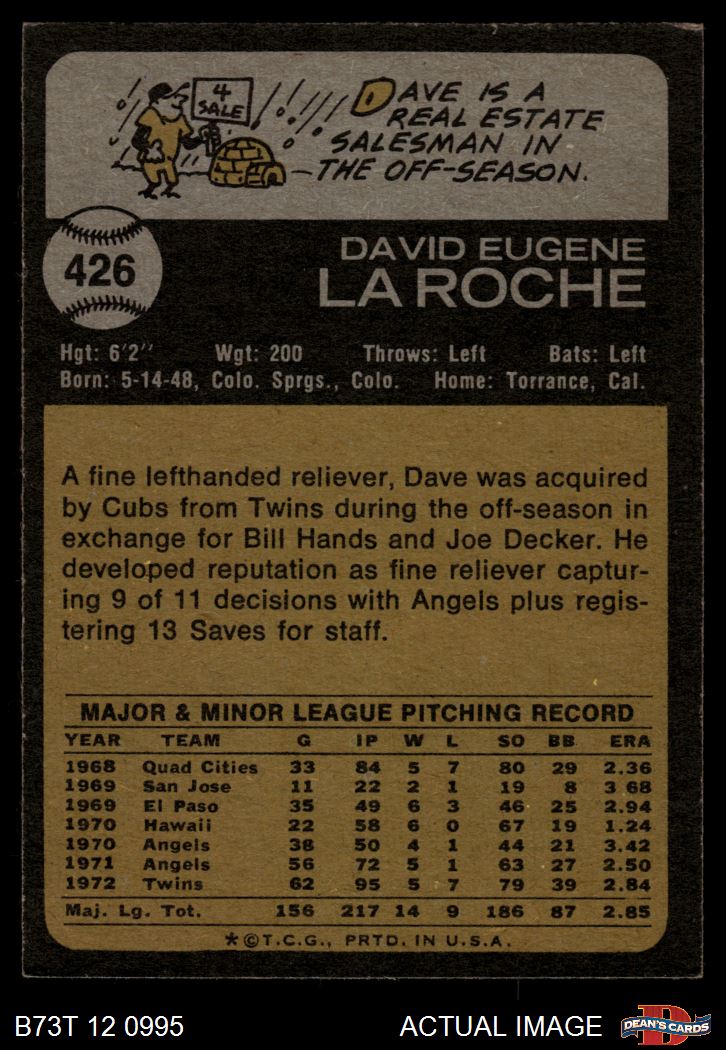 4
SALE
DAVE IS A
REAL ESTATE
SALESMAN IN
THE OFF-SEASON.
426
DAVID EUGENE
LA ROCHE
Hgt: 6'2" Wgt: 200 Throws: Left Bats: Left
Born: 5-14-48, Colo. Sprgs., Colo. Home: Torrance, Cal.
A fine lefthanded reliever, Dave was acquired
by Cubs from Twins during the off-season in
exchange for Bill Hands and Joe Decker. He
developed reputation as fine reliever captur-
ing 9 of 11 decisions with Angels plus regis-
tering 13 Saves for staff.
MAJOR & MINOR LEAGUE PITCHING RECORD
YEAR TEAM G IP W L SO BB ERA
1968 Quad Cities 33 84 5 7 80 29 2.36
1969 San Jose 11 22 2 1 19 8 3 68
1969 El Paso 35 49 6 3 46 25 2.94
1970 Hawaii 22 58 6 0 67 19 1.24
1970 Angels 38 50 4 1 44 21 3.42
1971 Angels 56 72 5 1 63 27 2.50
1972 Twins 62 95 5 7 79 39 2.84
Maj. Lg. Tot. 156 217 14 9 186 87 2.85
*©T.C.G., PRTD. IN U.S.A.
B73T 12 0995 ACTUAL IMAGE D DEAN'S CARDS